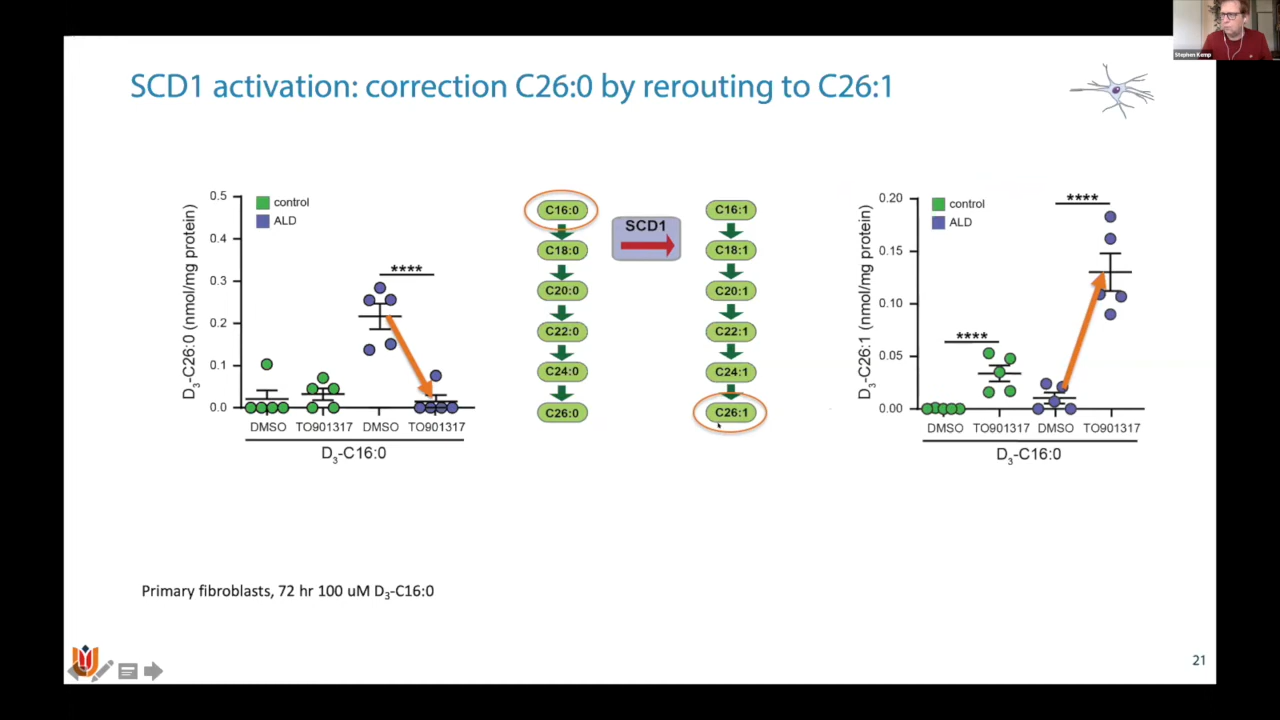 Stephen Kemp
SCD1 activation: correction C26:0 by rerouting to C26:1
D3-C26:0 (nmol/mg protein)
0.5
0.4
0.3
0.2
0.1
0.0
control
ALD
****
DMSO TO901317 DMSO TO901317
D3-C16:0
C16:0
C18:0
C20:0
C22:0
C24:0
C26:0
SCD1
C16:1
C18:1
C20:1
C22:1
C24:1
C26:1
D3-C26:1 (nmol/mg protein)
0.20
0.15
0.10
0.05
0.00
control
ALD
****
****
DMSO TO901317 DMSO TO901317
D3-C16:0
Primary fibroblasts, 72 hr 100 uM D3-C16:0
21